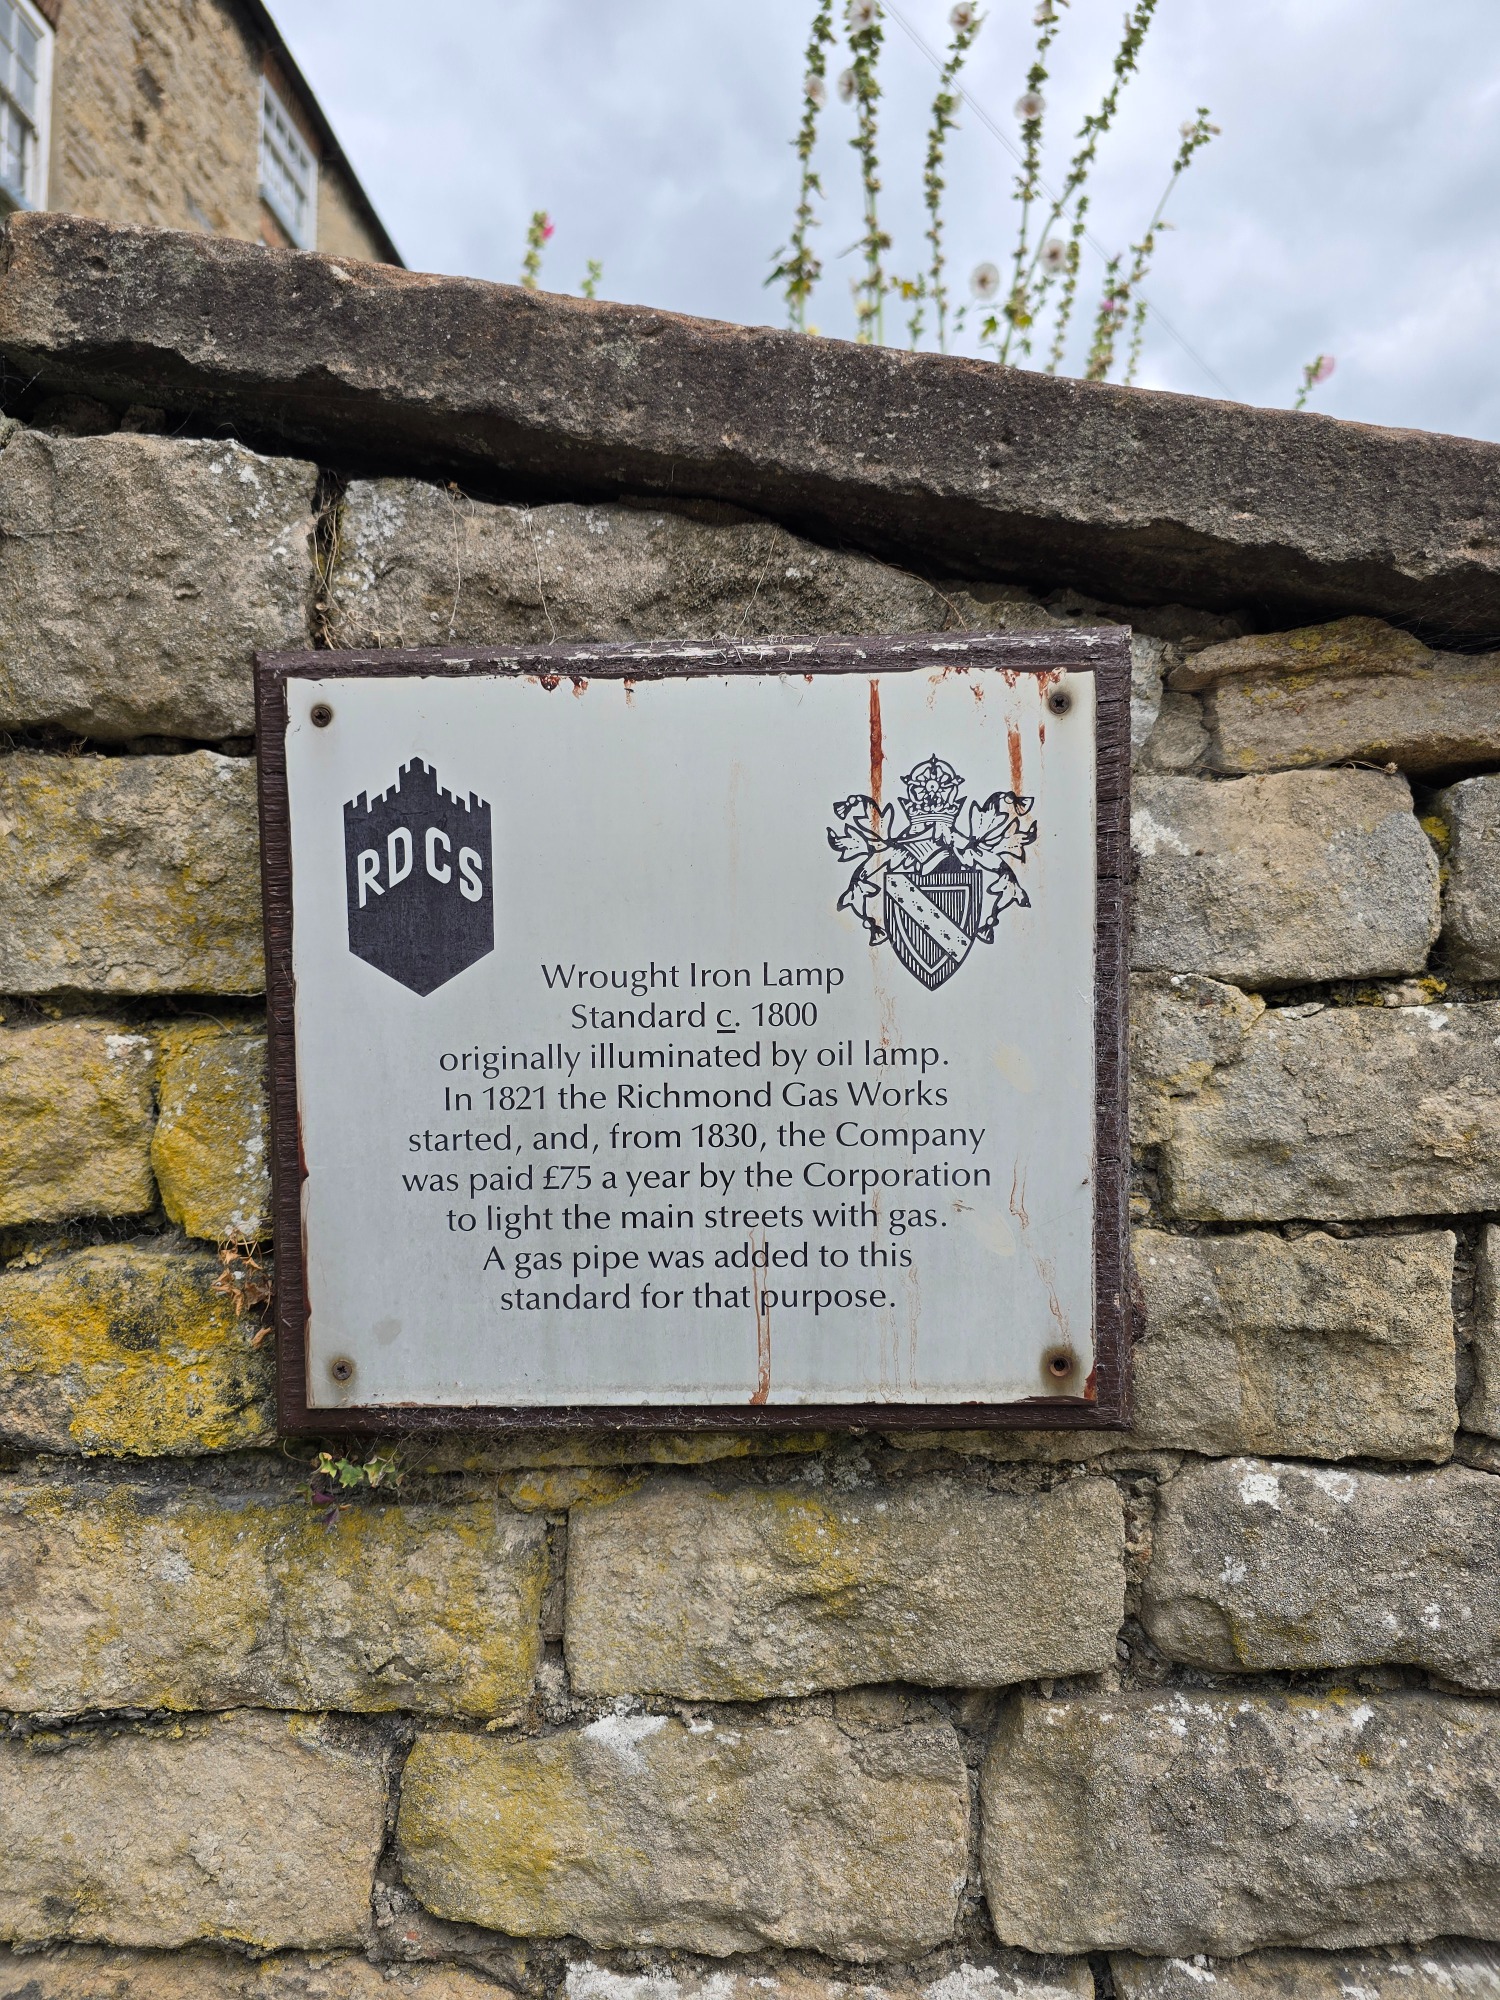 RDCS
Wrought Iron Lamp
Standard c. 1800
originally illuminated by oil lamp.
In 1821 the Richmond Gas Works
started, and, from 1830, the Company
was paid £75 a year by the Corporation
to light the main streets with gas.
A gas pipe was added to this
standard for that purpose.